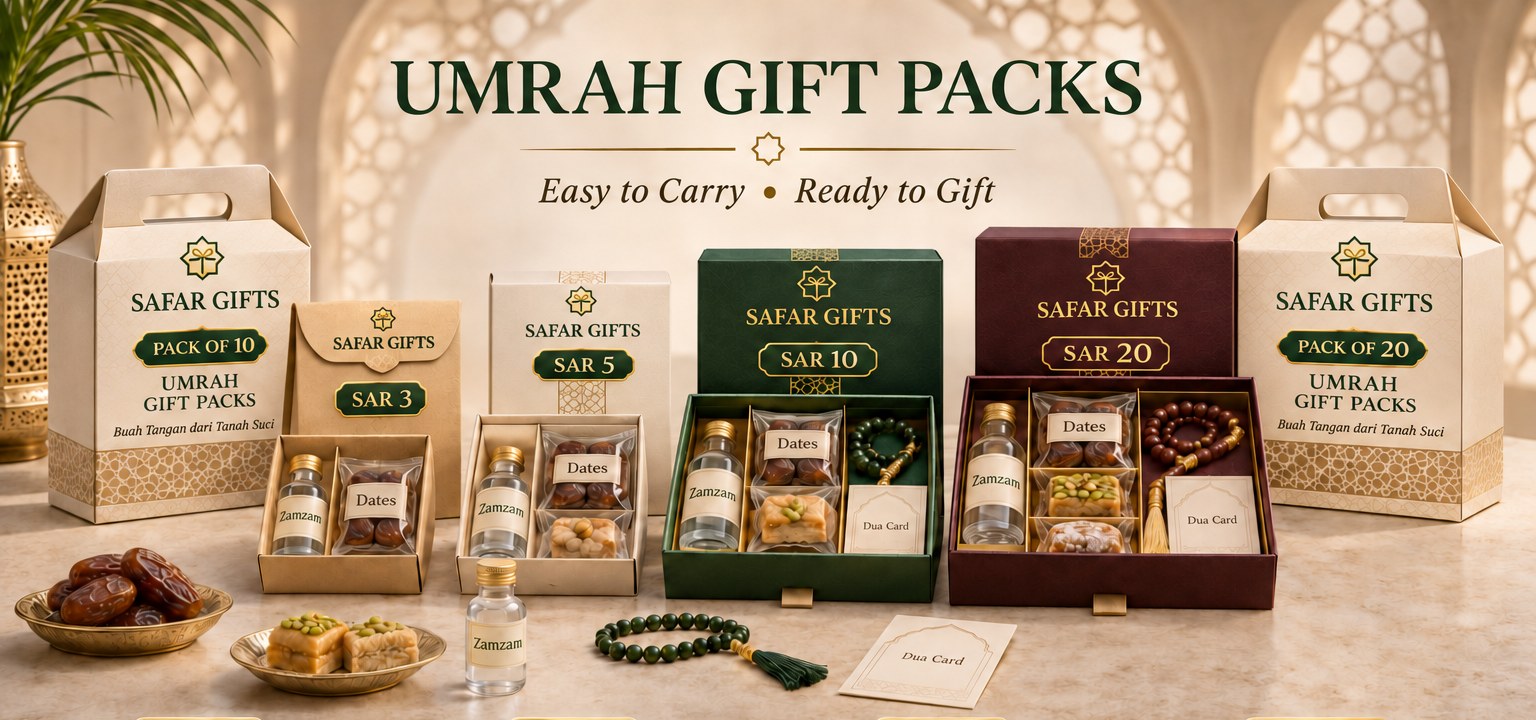 UMRAH GIFT PACKS
Easy to Carry • Ready to Gift
SAFAR GIFTS
PACK OF 10
UMRAH
GIFT PACKS
Buah Tangan dari Tanah Suci
SAFAR GIFTS
SAR 3
Zamzam
Dates
SAFAR GIFTS
SAR 5
Zamzam
Dates
SAFAR GIFTS
SAR 10
Zamzam
Dates
Dua Card
SAFAR GIFTS
SAR 20
Zamzam
Dates
Dua Card
SAFAR GIFTS
PACK OF 20
UMRAH
GIFT PACKS
Buah Tangan dari Tanah Suci
Zamzam
Dua Card